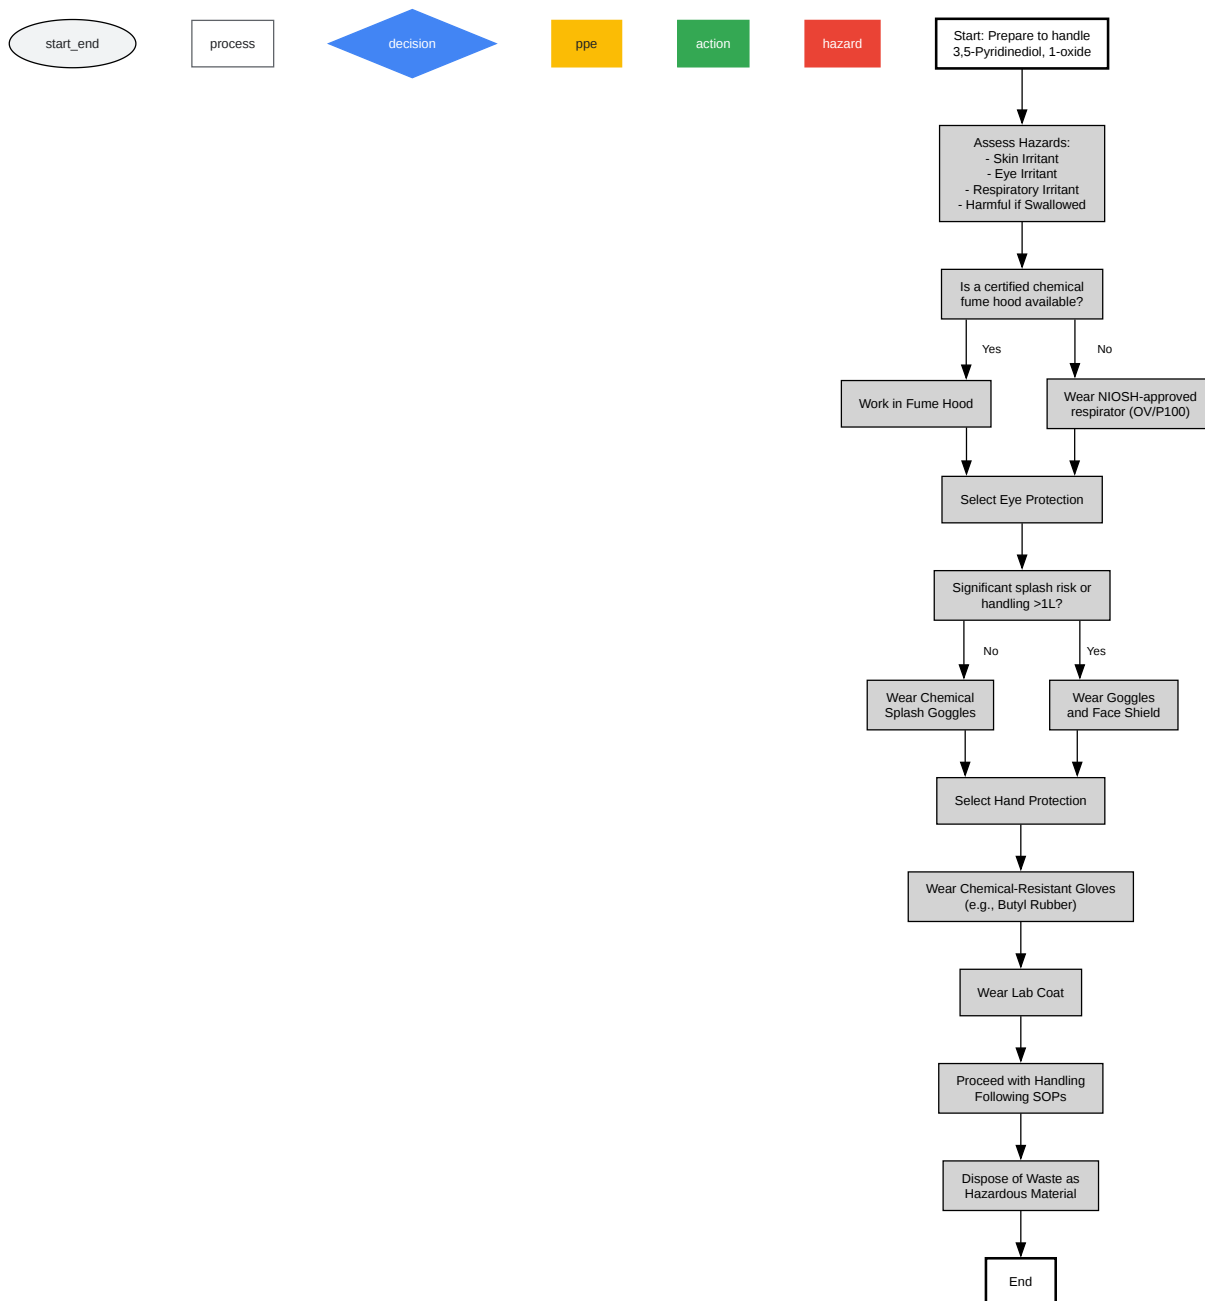 start_end
process
decision
ppe
action
hazard
Start: Prepare to handle
3,5-Pyridinediol, 1-oxide
Assess Hazards:
- Skin Irritant
- Eye Irritant
- Respiratory Irritant
- Harmful if Swallowed
Is a certified chemical
fume hood available?
Yes
No
Work in Fume Hood
Wear NIOSH-approved
respirator (OV/P100)
Select Eye Protection
Significant splash risk or
handling >1L?
No
Yes
Wear Chemical
Splash Goggles
Wear Goggles
and Face Shield
Select Hand Protection
Wear Chemical-Resistant Gloves
(e.g., Butyl Rubber)
Wear Lab Coat
Proceed with Handling
Following SOPs
Dispose of Waste as
Hazardous Material
End